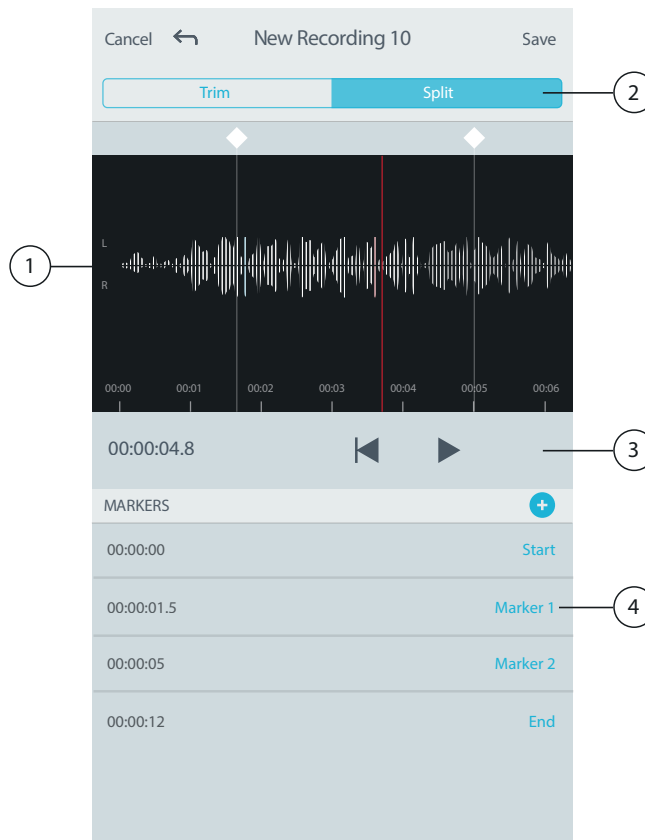 Cancel New Recording 10 Save
Trim Split
2
L
1
R
00:00 00:01 00:02 00:03 00:04 00:05 00:06
00:00:04.8
3
MARKERS +
00:00:00 Start
00:00:01.5 Marker 1
4
00:00:05 Marker 2
00:00:12 End